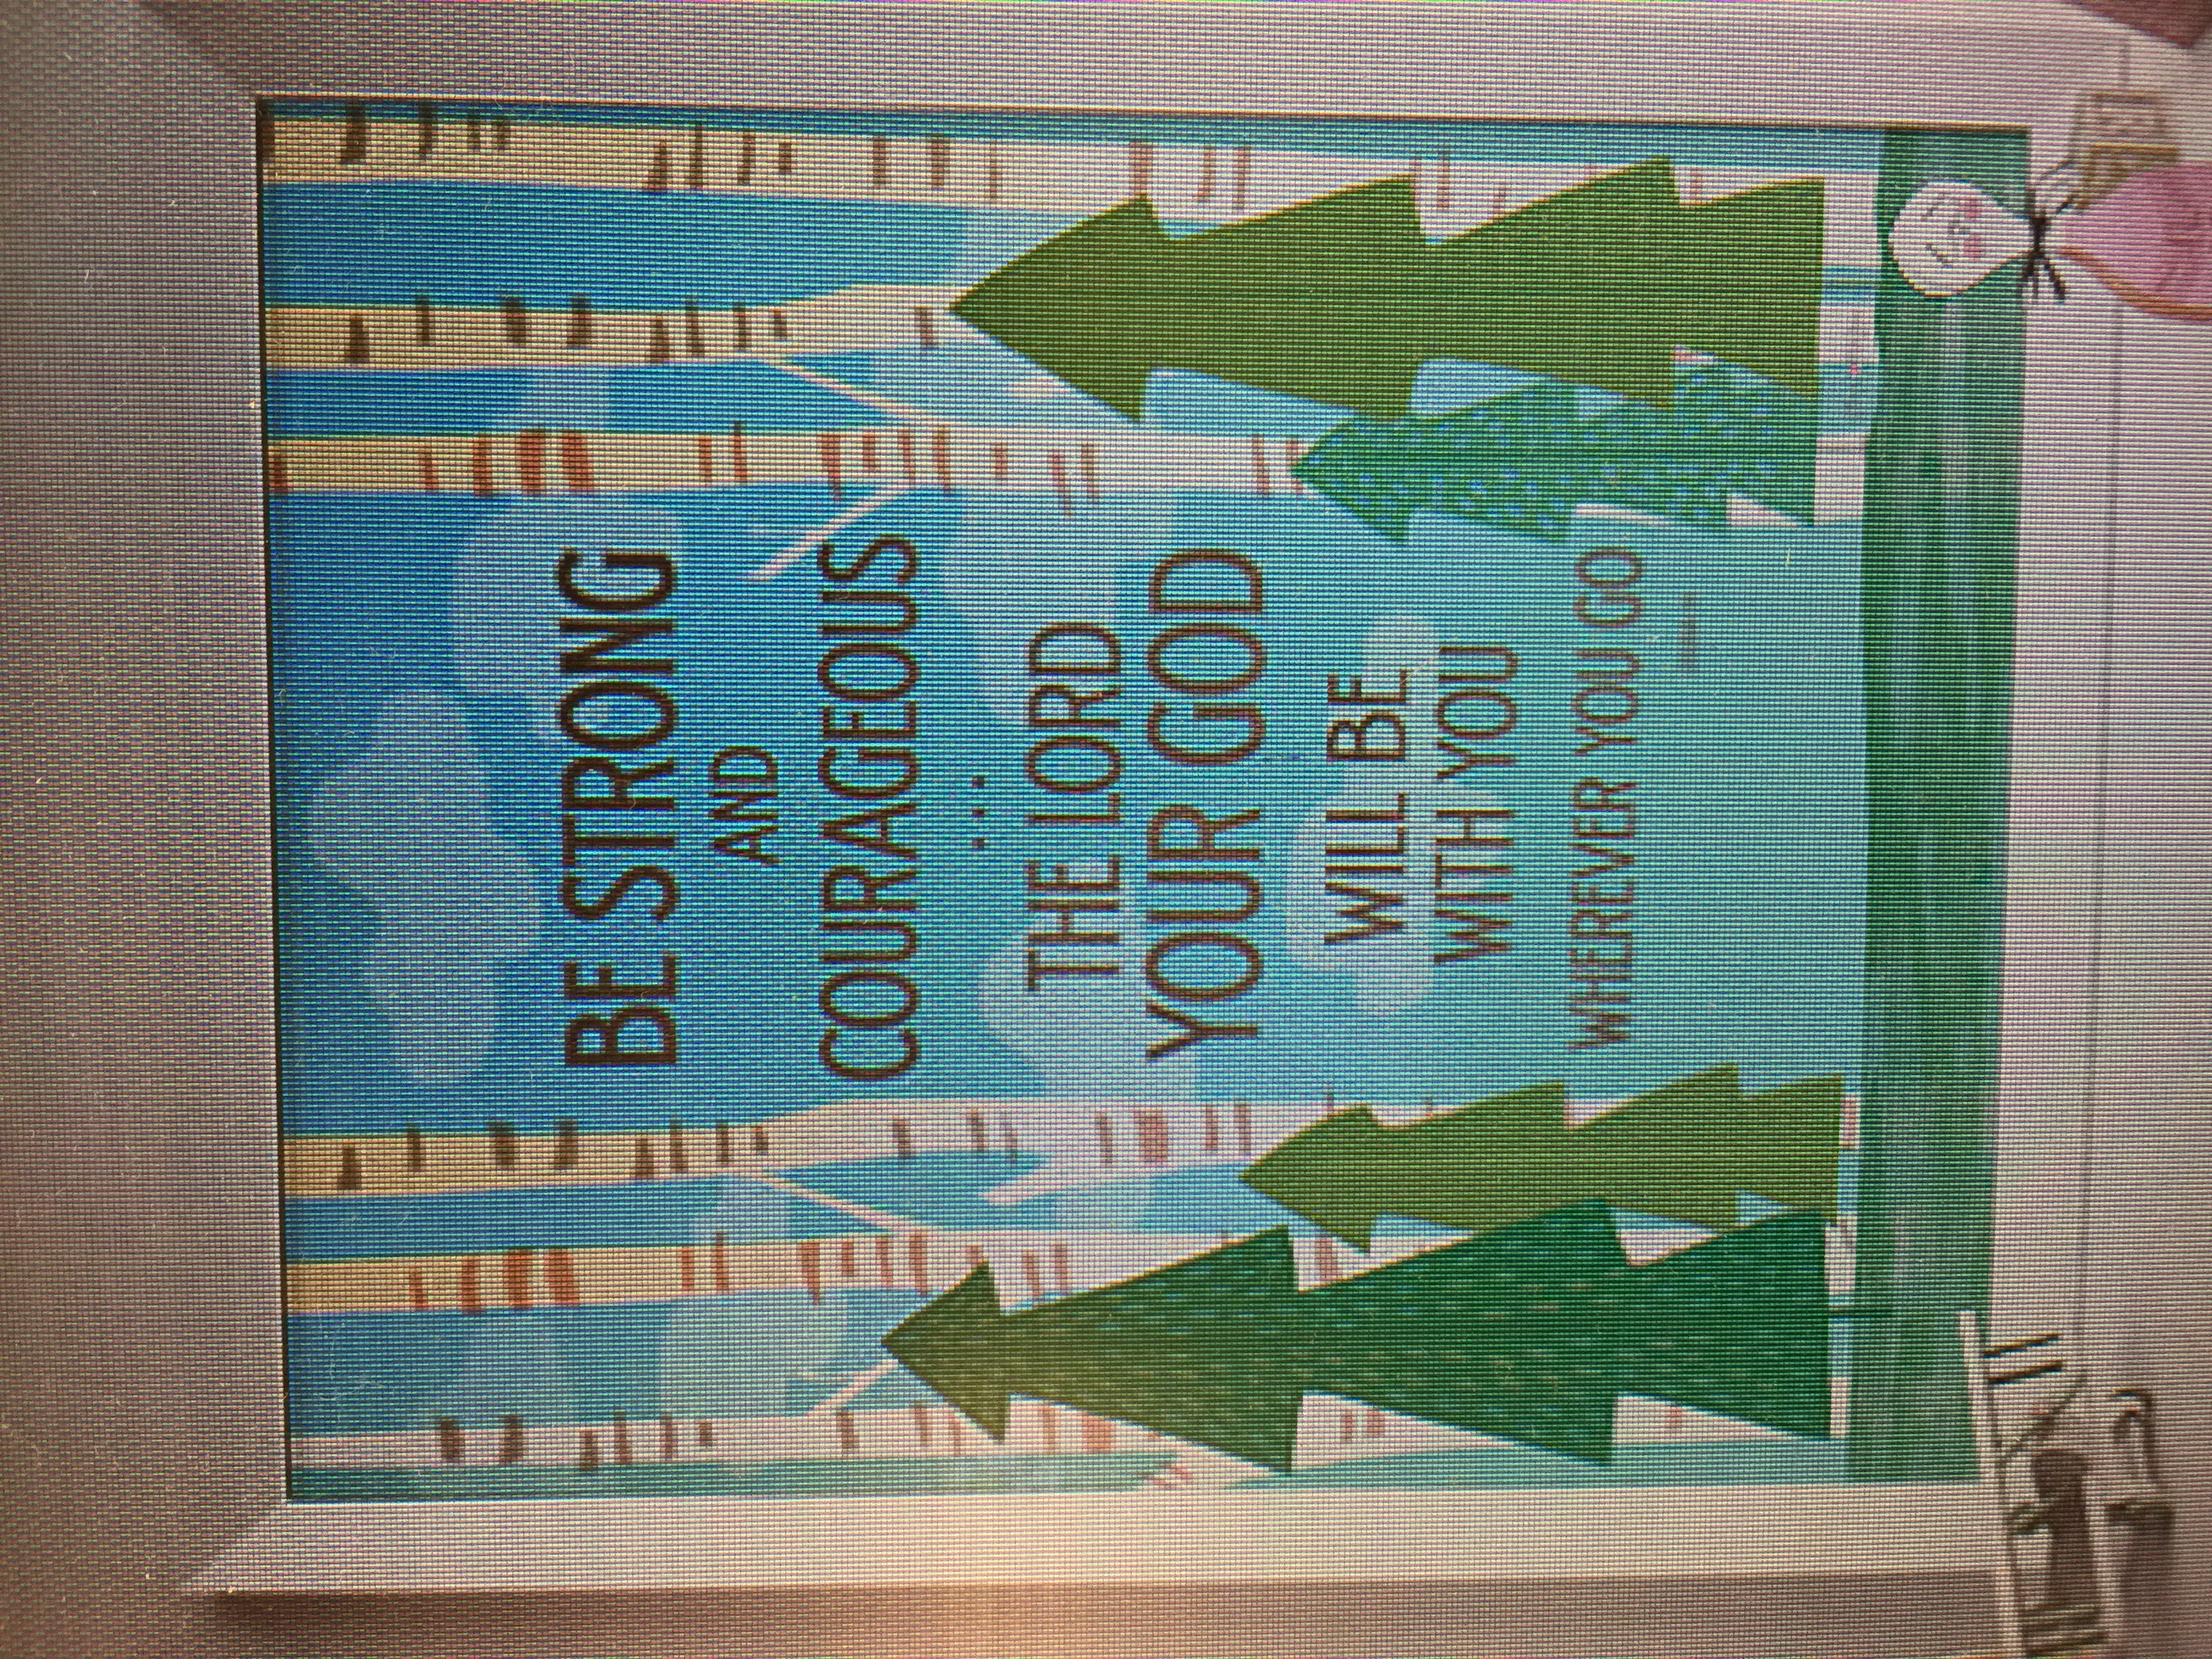 BE STRONG
AND
COURAGEOUS
...
THE LORD
YOUR GOD
WILL BE
WITH YOU
WHEREVER YOU GO